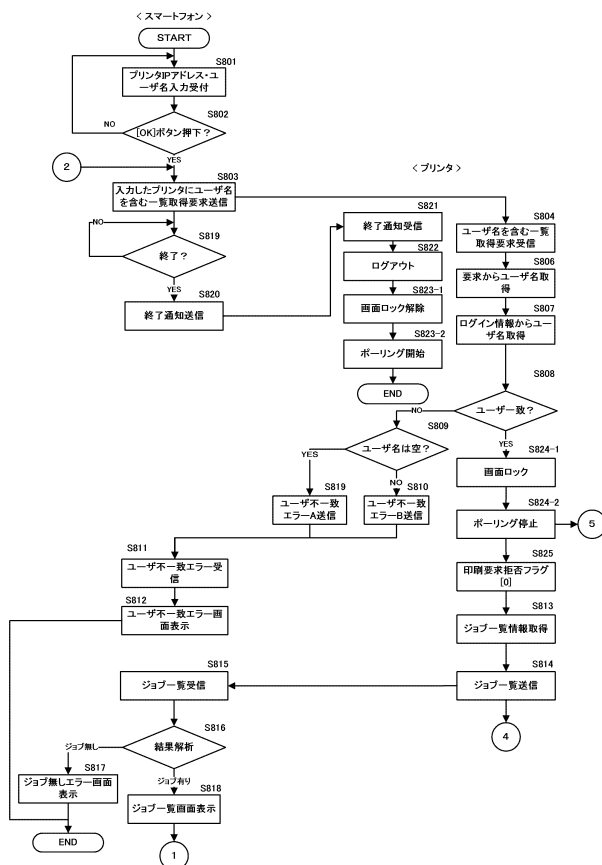 ＜スマートフォン＞
START
S801
プリンタIPアドレス・ユ
ーザ名入力受付
S802
[OK]ボタン押下？
NO
YES
2
S803
入力したプリンタにユーザ名
を含む一覧取得要求送信
S819
NO
終了？
YES
S820
終了通知送信
＜プリンタ＞
S821
終了通知受信
S822
ログアウト
S823-1
画面ロック解除
S823-2
ポーリング開始
END
S804
ユーザ名を含む一覧
取得要求受信
S806
要求からユーザ名取
得
S807
ログイン情報からユー
ザ名取得
S808
ユーザ一致？
NO
YES
S809
ユーザ名は空？
YES
NO
S819
ユーザ不一致
エラーA送信
S810
ユーザ不一致
エラーB送信
S824-1
画面ロック
S824-2
ポーリング停止
5
S825
印刷要求拒否フラグ
[0]
S813
ジョブ一覧情報取得
S814
ジョブ一覧送信
4
S811
ユーザ不一致エラー受
信
S812
ユーザ不一致エラー画
面表示
S815
ジョブ一覧受信
S816
結果解析
ジョブ無し
ジョブ有り
S817
ジョブ無しエラー画面
表示
S818
ジョブ一覧画面表示
END
1